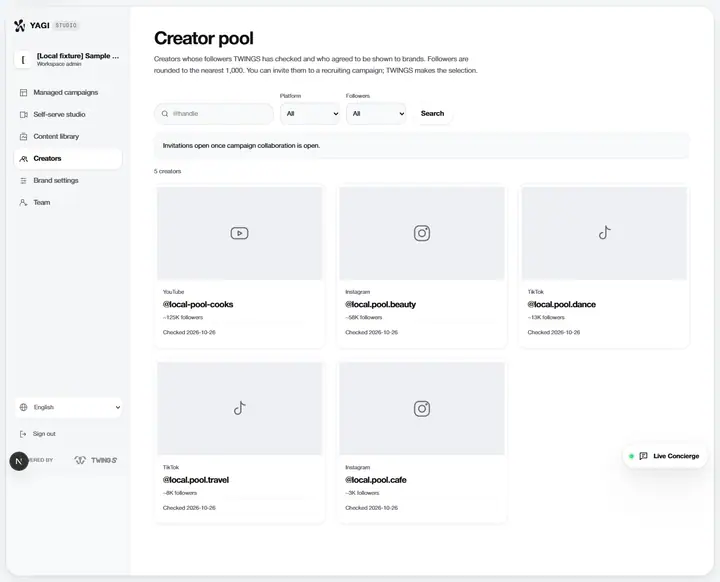 YAGI STUDIO
[Local fixture] Sample ...
Workspace admin
Managed campaigns
Self-serve studio
Content library
Creators
Brand settings
Team
English
Sign out
N
ERED BY TWINGS
Creator pool
Creators whose followers TWINGS has checked and who agreed to be shown to brands. Followers are
rounded to the nearest 1,000. You can invite them to a recruiting campaign; TWINGS makes the selection.
Platform
Followers
@handle
All
All
Search
Invitations open once campaign collaboration is open.
5 creators
YouTube
@local-pool-cooks
~125K followers
Checked 2026-10-26
Instagram
@local.pool.beauty
~58K followers
Checked 2026-10-26
TikTok
@local.pool.dance
~13K followers
Checked 2026-10-26
TikTok
@local.pool.travel
~8K followers
Checked 2026-10-26
Instagram
@local.pool.cafe
~3K followers
Checked 2026-10-26
Live Concierge